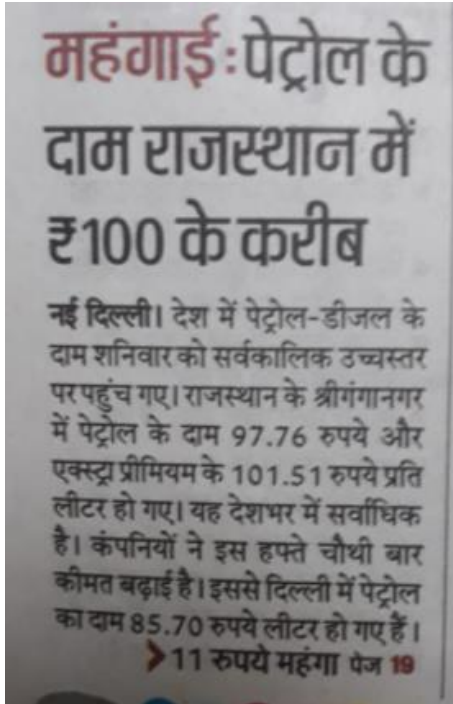 महंगाई : पेट्रोल के
दाम राजस्थान में
₹100 के करीब
नई दिल्ली। देश में पेट्रोल-डीजल के
दाम शनिवार को सर्वकालिक उच्चस्तर
पर पहुंच गए। राजस्थान के श्रीगंगानगर
में पेट्रोल के दाम 97.76 रुपये और
एक्स्ट्रा प्रीमियम के 101.51 रुपये प्रति
लीटर हो गए। यह देशभर में सर्वाधिक
है। कंपनियों ने इस हफ्ते चौथी बार
कीमत बढ़ाई है। इससे दिल्ली में पेट्रोल
का दाम 85.70 रुपये लीटर हो गए हैं।
11 रुपये महंगा पेज 19